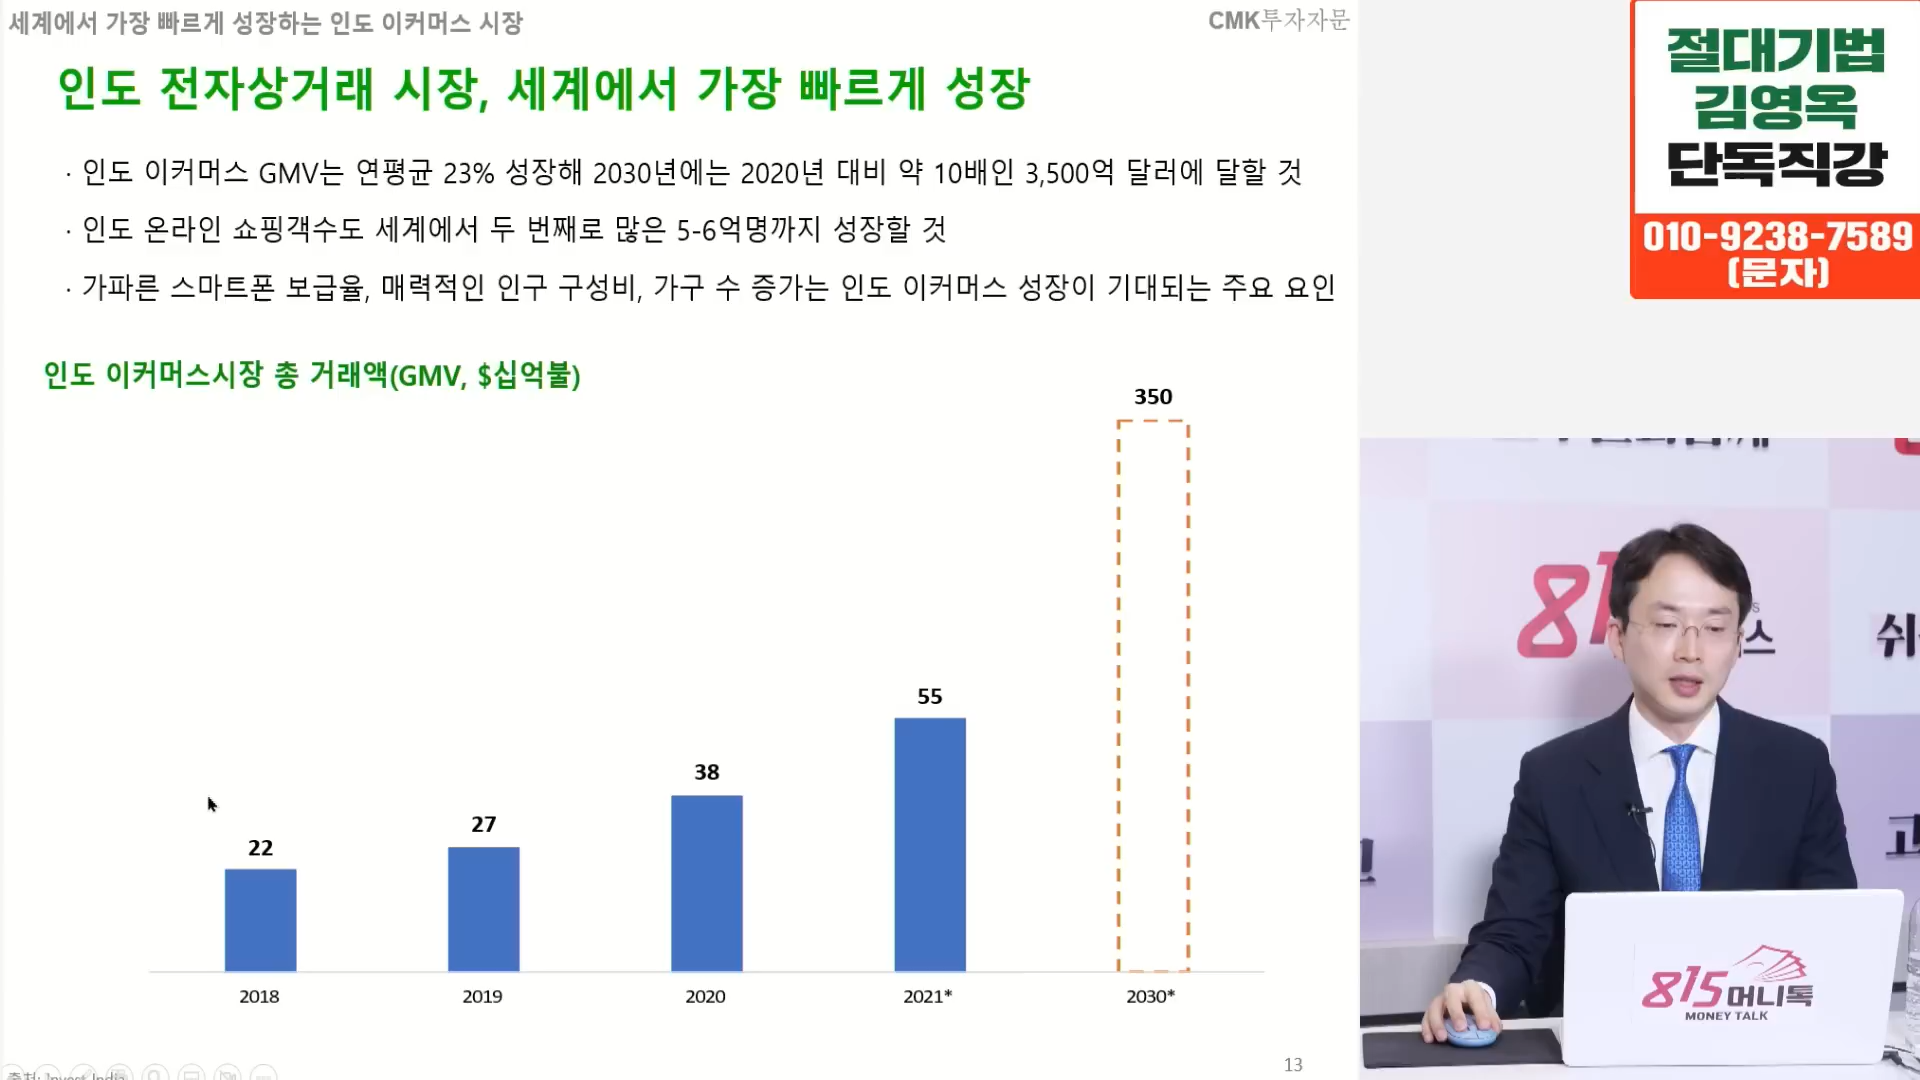 세계에서 가장 빠르게 성장하는 인도 이커머스 시장
CMK투자자문
인도 전자상거래 시장, 세계에서 가장 빠르게 성장
· 인도 이커머스 GMV는 연평균 23% 성장해 2030년에는 2020년 대비 약 10배인 3,500억 달러에 달할 것
· 인도 온라인 쇼핑객수도 세계에서 두 번째로 많은 5-6억명까지 성장할 것
· 가파른 스마트폰 보급율, 매력적인 인구 구성비, 가구 수 증가는 인도 이커머스 성장이 기대되는 주요 요인
인도 이커머스시장 총 거래액(GMV, $십억불)
22
27
38
55
350
2018
2019
2020
2021*
2030*
출처: Invest India
13
절대기법
김영옥
단독직강
010-9238-7589
(문자)
815머니톡
MONEY TALK